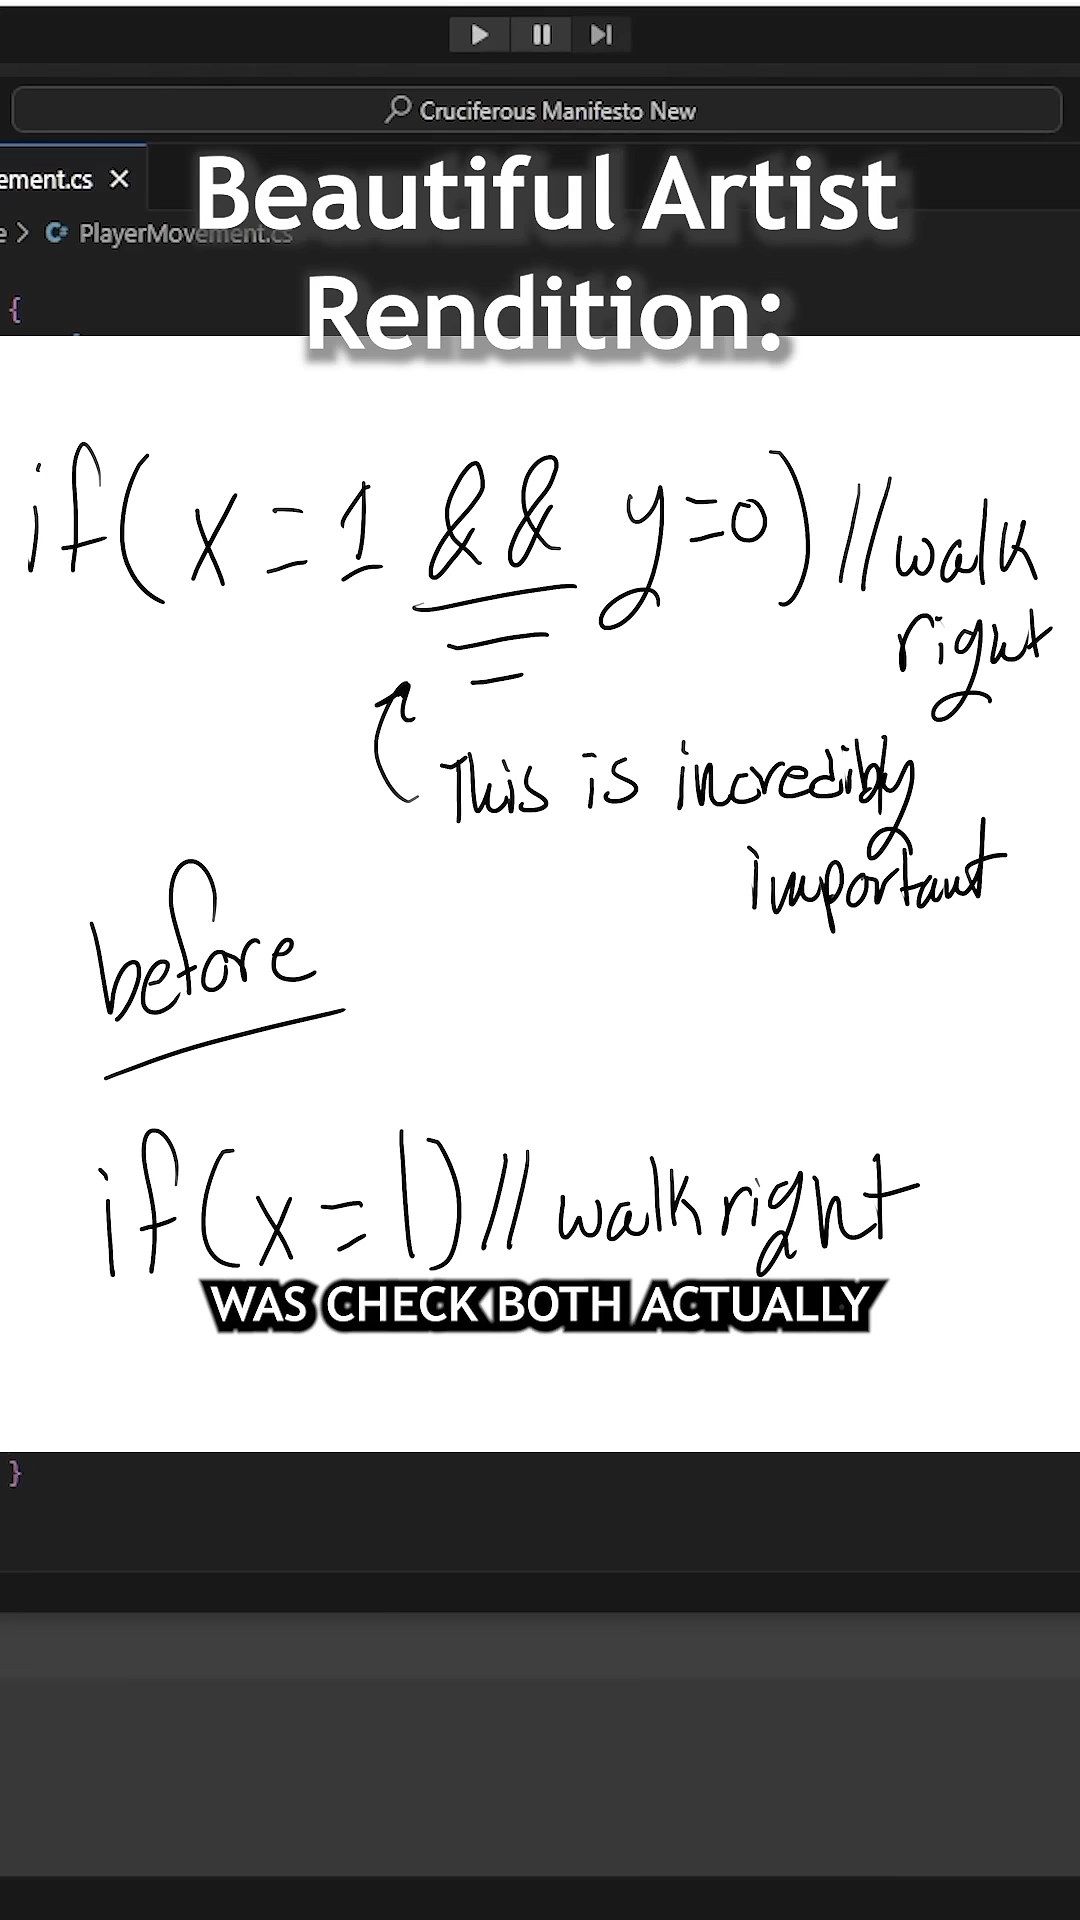 Cruciferous Manifesto New
ement.cs ×
Beautiful Artist
e > PlayerMovement.cs
Rendition:
{
if( x = 1 && y=0) // walk
right
This is incredibly
important
before
if(x = 1) // walk right
WAS CHECK BOTH ACTUALLY
}